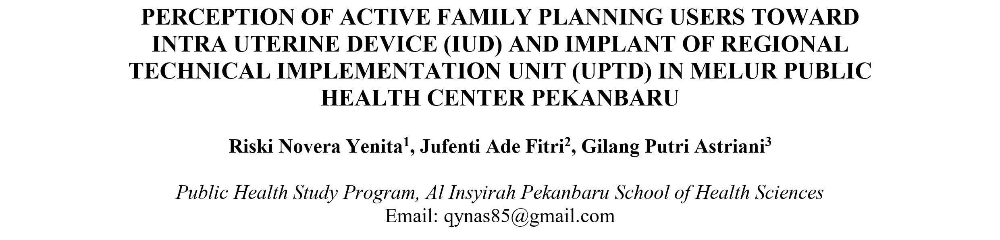 PERCEPTION OF ACTIVE FAMILY PLANNING USERS TOWARD
INTRA UTERINE DEVICE (IUD) AND IMPLANT OF REGIONAL
TECHNICAL IMPLEMENTATION UNIT (UPTD) IN MELUR PUBLIC
HEALTH CENTER PEKANBARU
Riski Novera Yenita¹, Jufenti Ade Fitri², Gilang Putri Astriani³
Public Health Study Program, Al Insyirah Pekanbaru School of Health Sciences
Email: qynas85@gmail.com